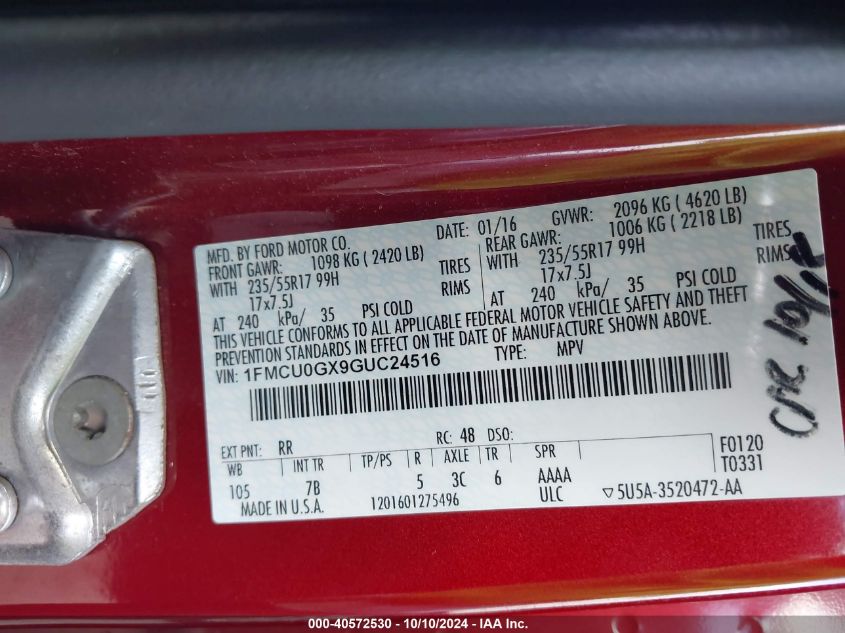 MFD. BY FORD MOTOR CO.
DATE: 01/16 GVWR: 2096 KG ( 4620 LB)
FRONT GAWR: 1098 KG ( 2420 LB)
REAR GAWR: 1006 KG ( 2218 LB)
WITH 235/55R17 99H TIRES
WITH 235/55R17 99H TIRES
17x7.5J RIMS
17x7.5J RIMS
AT 240 kPa/ 35 PSI COLD
AT 240 kPa/ 35 PSI COLD
THIS VEHICLE CONFORMS TO ALL APPLICABLE FEDERAL MOTOR VEHICLE SAFETY AND THEFT
PREVENTION STANDARDS IN EFFECT ON THE DATE OF MANUFACTURE SHOWN ABOVE.
VIN: 1FMCU0GX9GUC24516 TYPE: MPV
EXT PNT: RR RC: 48 DSO: F0120
WB INT TR TP/PS R AXLE TR SPR T0331
105 7B 5 3C 6 AAAA
ULC
MADE IN U.S.A. 1201601275496 ▽5U5A-3520472-AA
000-40572530 - 10/10/2024 - IAA Inc.